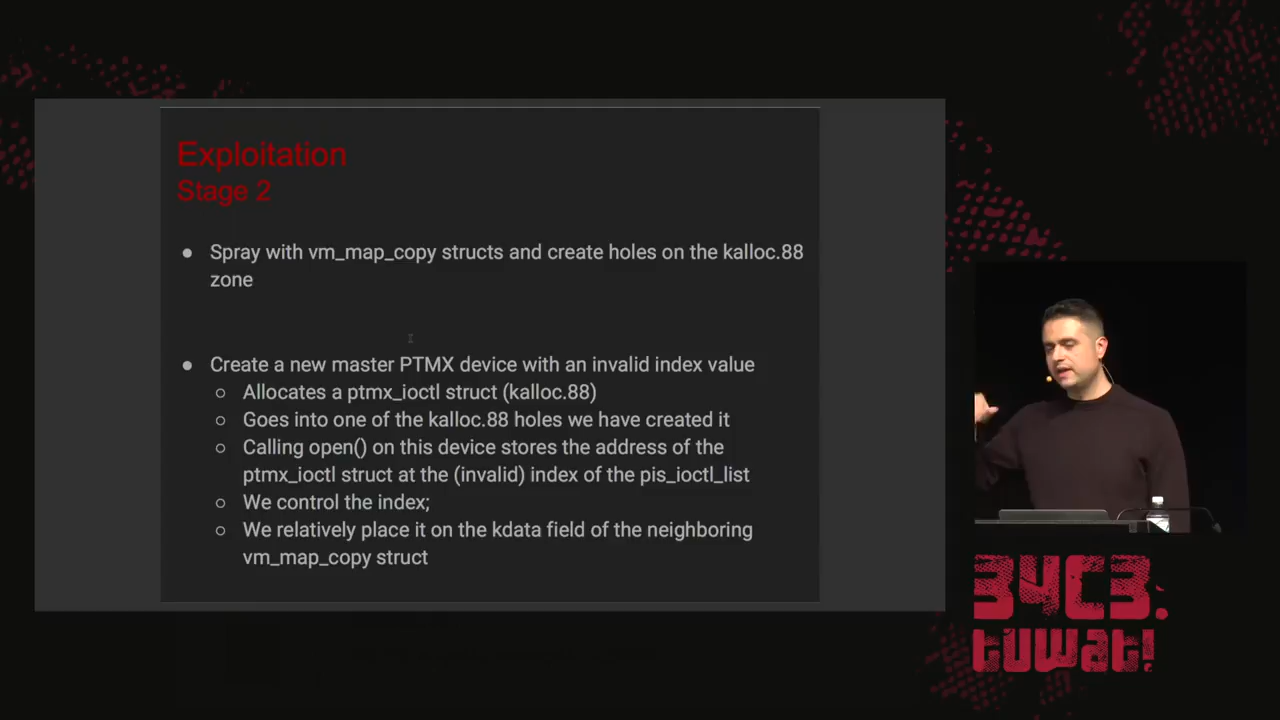 Exploitation
Stage 2
● Spray with vm_map_copy structs and create holes on the kalloc.88
zone
● Create a new master PTMX device with an invalid index value
○ Allocates a ptmx_ioctl struct (kalloc.88)
○ Goes into one of the kalloc.88 holes we have created it
○ Calling open() on this device stores the address of the
ptmx_ioctl struct at the (invalid) index of the pis_ioctl_list
○ We control the index;
○ We relatively place it on the kdata field of the neighboring
vm_map_copy struct
34C3.
tuwat!